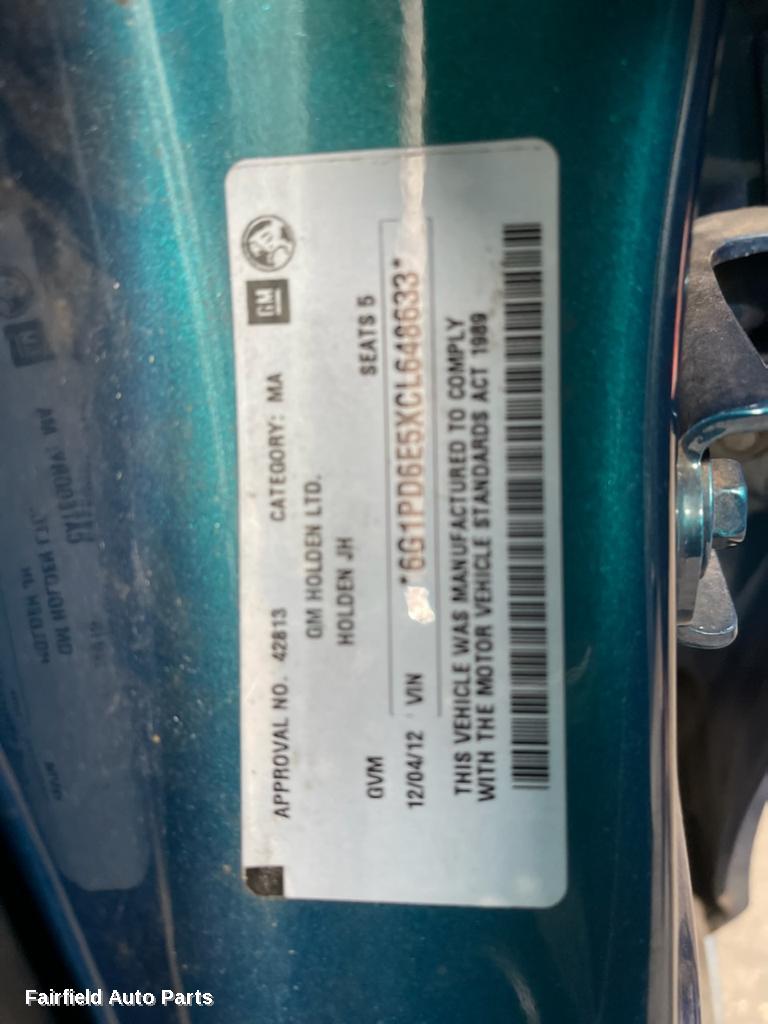 APPROVAL NO. 42813 CATEGORY: MA GM
GM HOLDEN LTD.
HOLDEN JH
GVM SEATS 5
12/04/12 VIN *6G1PD6E5XCL648633*
THIS VEHICLE WAS MANUFACTURED TO COMPLY
WITH THE MOTOR VEHICLE STANDARDS ACT 1989
Fairfield Auto Parts